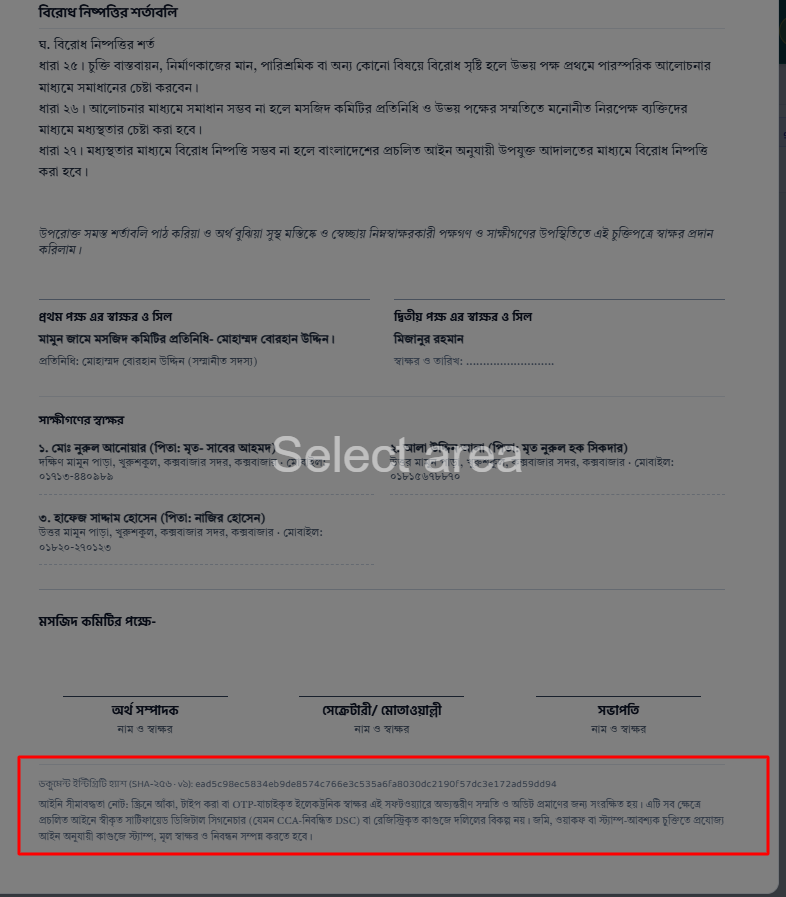 বিরোধ নিষ্পত্তির শর্তাবলি
ঘ. বিরোধ নিষ্পত্তির শর্ত
ধারা ২৫। চুক্তি বাস্তবায়ন, নির্মাণকাজের মান, পারিশ্রমিক বা অন্য কোনো বিষয়ে বিরোধ সৃষ্টি হলে উভয় পক্ষ প্রথমে পারস্পরিক আলোচনার
মাধ্যমে সমাধানের চেষ্টা করবেন।
ধারা ২৬। আলোচনার মাধ্যমে সমাধান সম্ভব না হলে মসজিদ কমিটির প্রতিনিধি ও উভয় পক্ষের সম্মতিতে মনোনীত নিরপেক্ষ ব্যক্তিদের
মাধ্যমে মধ্যস্থতার চেষ্টা করা হবে।
ধারা ২৭। মধ্যস্থতার মাধ্যমে বিরোধ নিষ্পত্তি সম্ভব না হলে বাংলাদেশের প্রচলিত আইন অনুযায়ী উপযুক্ত আদালতের মাধ্যমে বিরোধ নিষ্পত্তি
করা হবে।
উপরোক্ত সমস্ত শর্তাবলি পাঠ করিয়া ও অর্থ বুঝিয়া সুস্থ মস্তিষ্কে ও স্বেচ্ছায় নিম্নস্বাক্ষরকারী পক্ষগণ ও সাক্ষীগণের উপস্থিতিতে এই চুক্তিপত্রে স্বাক্ষর প্রদান
করিলাম।
প্রথম পক্ষ এর স্বাক্ষর ও সিল
মামুন জামে মসজিদ কমিটির প্রতিনিধি- মোহাম্মদ বোরহান উদ্দিন।
প্রতিনিধি: মোহাম্মদ বোরহান উদ্দিন (সম্মানীত সদস্য)
দ্বিতীয় পক্ষ এর স্বাক্ষর ও সিল
মিজানুর রহমান
স্বাক্ষর ও তারিখ: ..........................
সাক্ষীগণের স্বাক্ষর
১. মোঃ নুরুল আনোয়ার (পিতা: মৃত- সাবের আহমদ)
দক্ষিণ মামুন পাড়া, খুরুশকুল, কক্সবাজার সদর, কক্সবাজার · মোবাইল:
০১৭১৩-৪৪০৯৮৯
২. আলা উদ্দিন (পিতা: মৃত নুরুল হক সিকদার)
উত্তর মামুন পাড়া, খুরুশকুল, কক্সবাজার সদর, কক্সবাজার · মোবাইল:
০১৮১৫৬৭৮৮৭০
Select area
৩. হাফেজ সাদ্দাম হোসেন (পিতা: নাজির হোসেন)
উত্তর মামুন পাড়া, খুরুশকুল, কক্সবাজার সদর, কক্সবাজার · মোবাইল:
০১৮২০-২৭০১২৩
মসজিদ কমিটির পক্ষে-
অর্থ সম্পাদক
নাম ও স্বাক্ষর
সেক্রেটারী/ মোতাওয়াল্লী
নাম ও স্বাক্ষর
সভাপতি
নাম ও স্বাক্ষর
ডকুমেন্ট ইন্টিগ্রিটি হ্যাশ (SHA-২৫৬ · v১): ead5c98ec5834eb9de8574c766e3c535a6fa8030dc2190f57dc3e172ad59dd94
আইনি সীমাবদ্ধতা নোট: স্ক্রিনে আঁকা, টাইপ করা বা OTP-যাচাইকৃত ইলেকট্রনিক স্বাক্ষর এই সফটওয়্যারে অভ্যন্তরীণ সম্মতি ও অডিট প্রমাণের জন্য সংরক্ষিত হয়। এটি সব ক্ষেত্রে
প্রচলিত আইনে স্বীকৃত সার্টিফায়েড ডিজিটাল সিগনেচার (যেমন CCA-নিবন্ধিত DSC) বা রেজিস্ট্রিকৃত কাগুজে দলিলের বিকল্প নয়। জমি, ওয়াকফ বা স্ট্যাম্প-আবশ্যক চুক্তিতে প্রযোজ্য
আইন অনুযায়ী কাগুজে স্ট্যাম্প, মূল স্বাক্ষর ও নিবন্ধন সম্পন্ন করতে হবে।